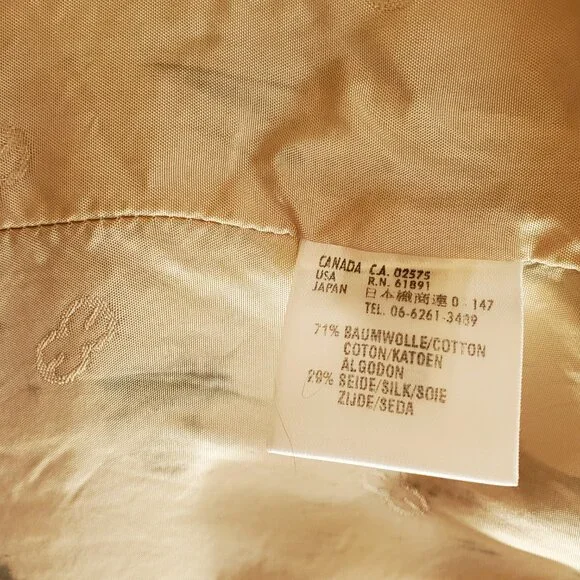 CANADA C.A. 02575
USA R.N. 61891
JAPAN 日本織商連 0 - 147
TEL. 06-6261-3489
71% BAUMWOLLE/COTTON
COTON/KATOEN
ALGODON
29% SEIDE/SILK/SOIE
ZIJDE/SEDA